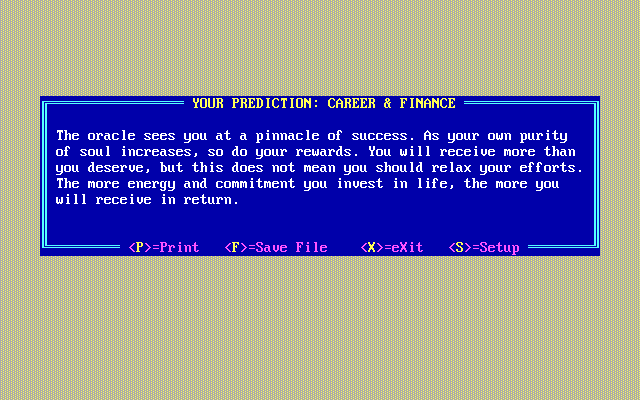 YOUR PREDICTION: CAREER & FINANCE
The oracle sees you at a pinnacle of success. As your own purity
of soul increases, so do your rewards. You will receive more than
you deserve, but this does not mean you should relax your efforts.
The more energy and commitment you invest in life, the more you
will receive in return.
<P>=Print <F>=Save File <X>=eXit <S>=Setup